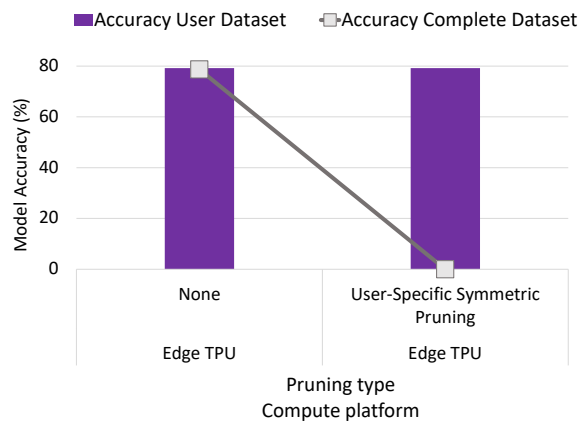 Accuracy User Dataset Accuracy Complete Dataset
Model Accuracy (%)
80
60
40
20
0
None User-Specific Symmetric
Pruning
Edge TPU Edge TPU
Pruning type
Compute platform